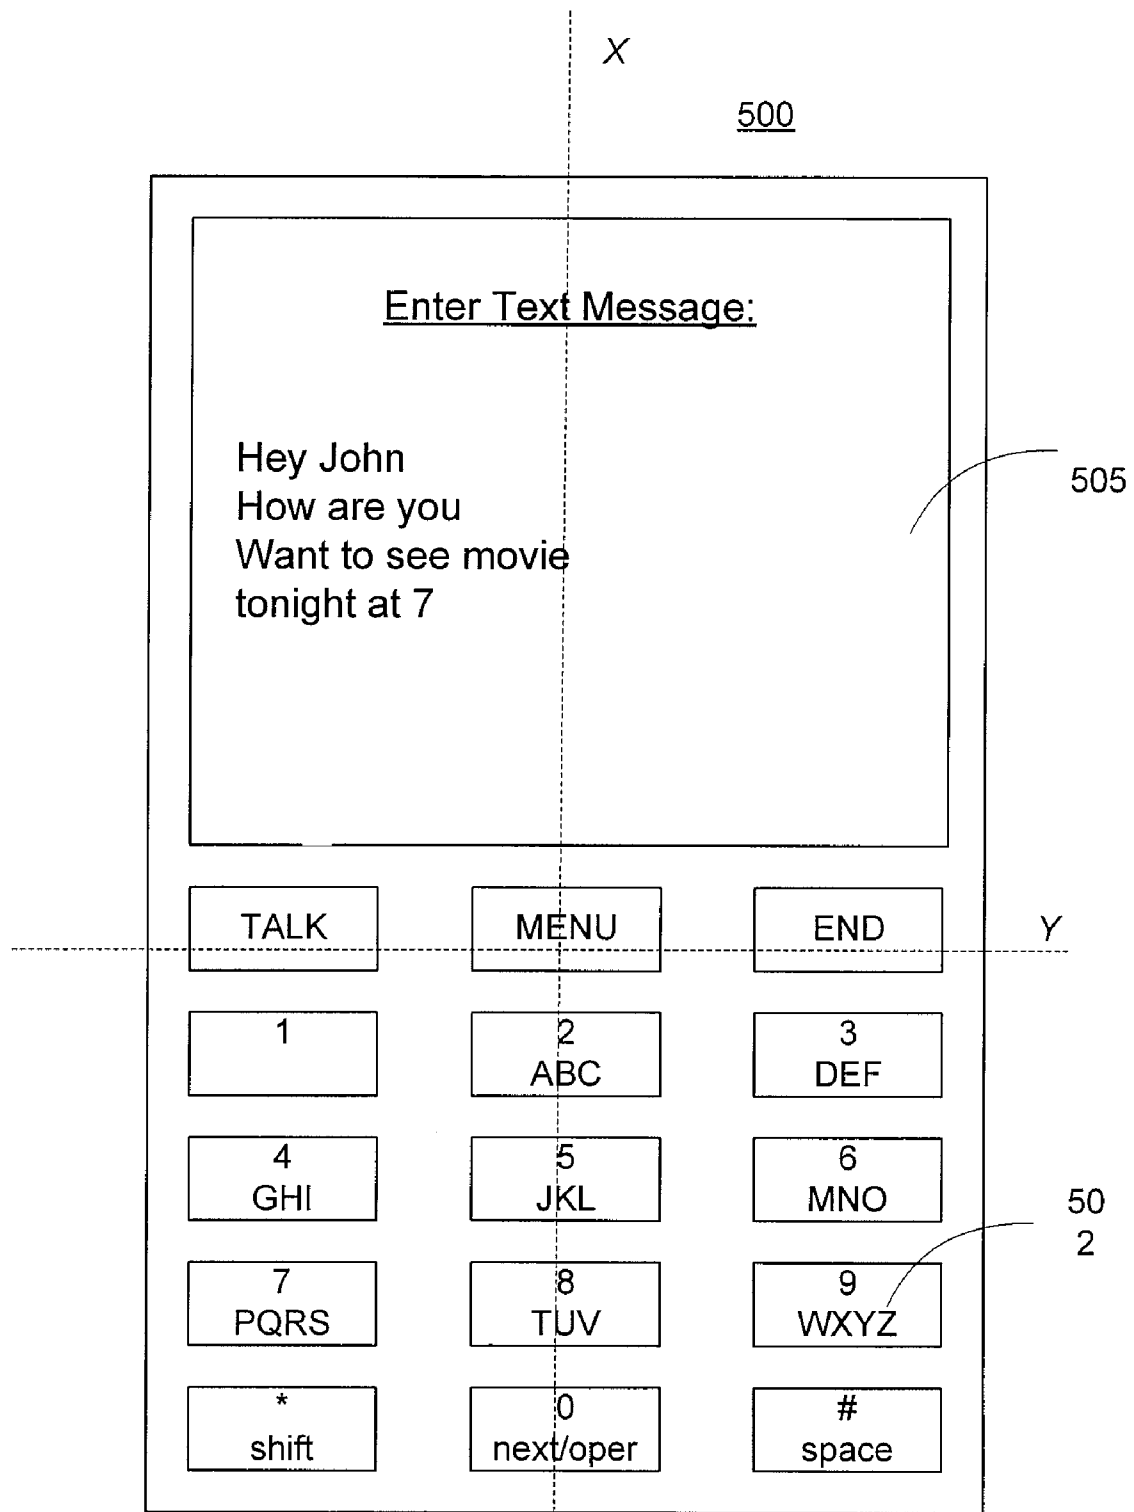 X
500
Enter Text Message:
Hey John
How are you
Want to see movie
tonight at 7
505
TALK MENU END
Y
1 2 3
ABC DEF
4 5 6
GHI JKL MNO
50
2
7 8 9
PQRS TUV WXYZ
* 0 #
shift next/oper space